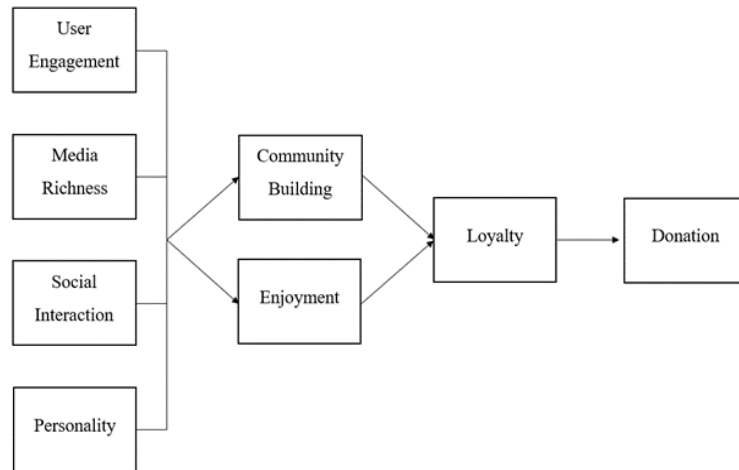 User
Engagement
Media
Richness
Social
Interaction
Personality
Community
Building
Enjoyment
Loyalty
Donation